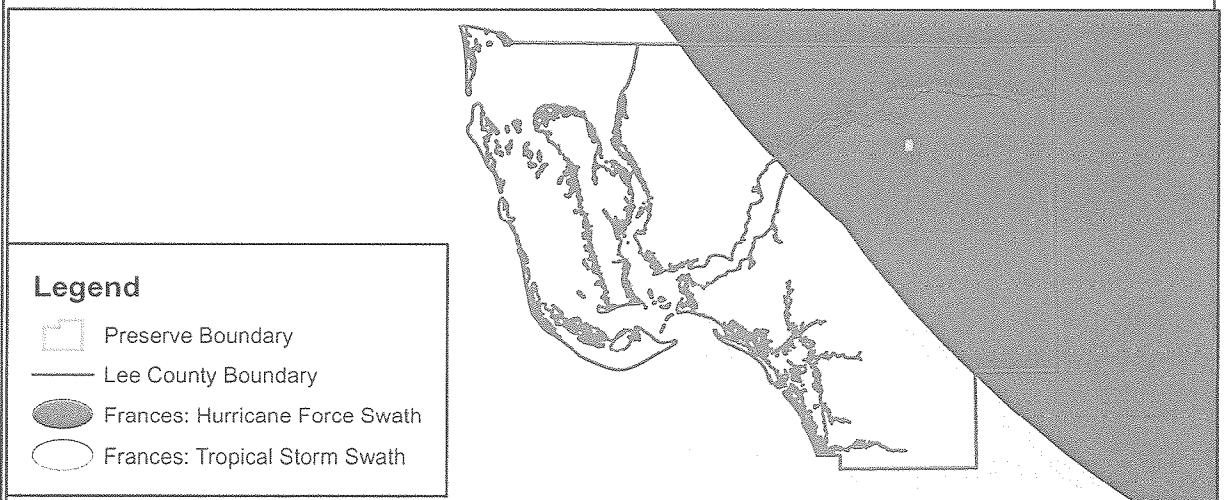 Legend
Preserve Boundary
Lee County Boundary
Frances: Hurricane Force Swath
Frances: Tropical Storm Swath